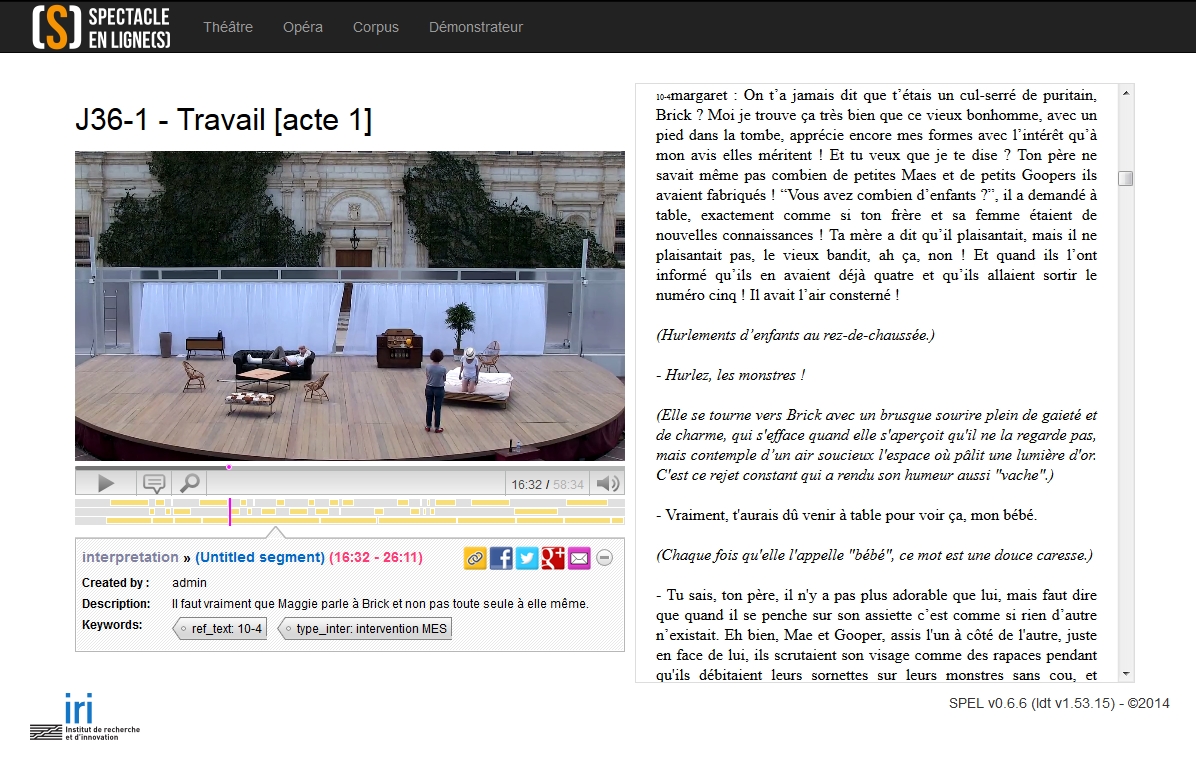 (S) SPECTACLE
EN LIGNE(S)
Théâtre Opéra Corpus Démonstrateur
J36-1 - Travail [acte 1]
16:32 / 58:34
interpretation » (Untitled segment) (16:32 - 26:11)
Created by : admin
Description: Il faut vraiment que Maggie parle à Brick et non pas toute seule à elle même.
Keywords: ref_text: 10-4 type_inter: intervention MES
10-4margaret : On t’a jamais dit que t’étais un cul-serré de puritain,
Brick ? Moi je trouve ça très bien que ce vieux bonhomme, avec un
pied dans la tombe, apprécie encore mes formes avec l’intérêt qu’à
mon avis elles méritent ! Et tu veux que je te dise ? Ton père ne
savait même pas combien de petites Maes et de petits Goopers ils
avaient fabriqués ! “Vous avez combien d’enfants ?”, il a demandé à
table, exactement comme si ton frère et sa femme étaient de
nouvelles connaissances ! Ta mère a dit qu’il plaisantait, mais il ne
plaisantait pas, le vieux bandit, ah ça, non ! Et quand ils l’ont
informé qu’ils en avaient déjà quatre et qu’ils allaient sortir le
numéro cinq ! Il avait l’air consterné !
(Hurlements d’enfants au rez-de-chaussée.)
- Hurlez, les monstres !
(Elle se tourne vers Brick avec un brusque sourire plein de gaieté et
de charme, qui s'efface quand elle s'aperçoit qu'il ne la regarde pas,
mais contemple d’un air soucieux l'espace où pâlit une lumière d'or.
C'est ce rejet constant qui a rendu son humeur aussi "vache".)
- Vraiment, t'aurais dû venir à table pour voir ça, mon bébé.
(Chaque fois qu'elle l'appelle "bébé", ce mot est une douce caresse.)
- Tu sais, ton père, il n'y a pas plus adorable que lui, mais faut dire
que quand il se penche sur son assiette c’est comme si rien d’autre
n’existait. Eh bien, Mae et Gooper, assis l'un à côté de l'autre, juste
en face de lui, ils scrutaient son visage comme des rapaces pendant
qu'ils débitaient leurs sornettes sur leurs monstres sans cou, et
iri
Institut de recherche
et d'innovation
SPEL v0.6.6 (ldt v1.53.15) - ©2014